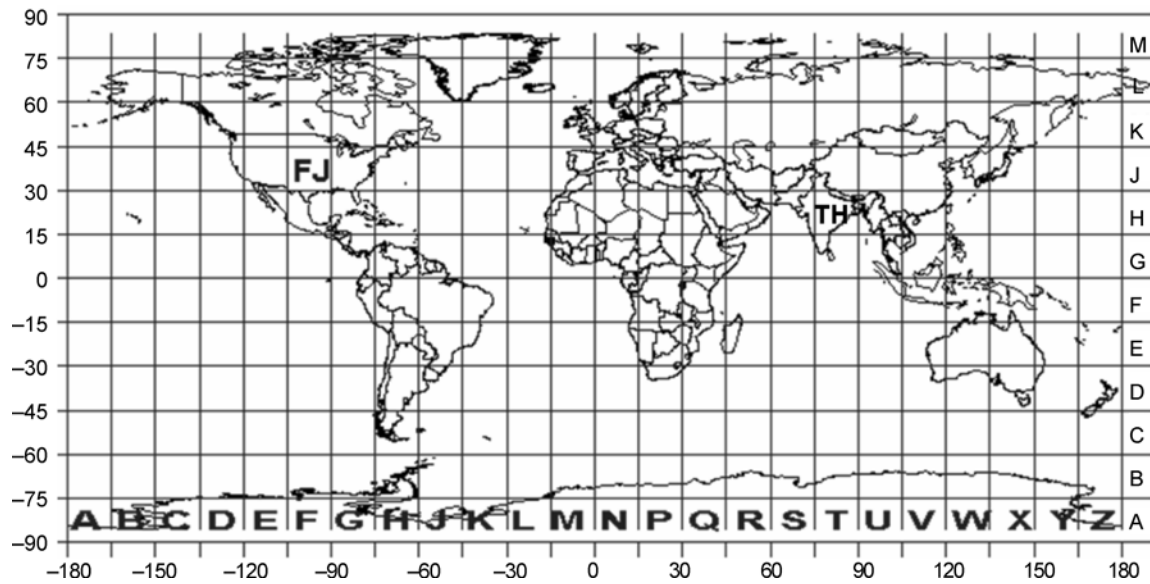 90
M
75
L
60
K
45
J
FJ
30
TH
H
15
G
0
F
–15
E
–30
D
–45
C
–60
B
–75
A B C D E F G H J K L M N P Q R S T U V W X Y Z A
–90
–180 –150 –120 –90 –60 –30 0 30 60 90 120 150 180